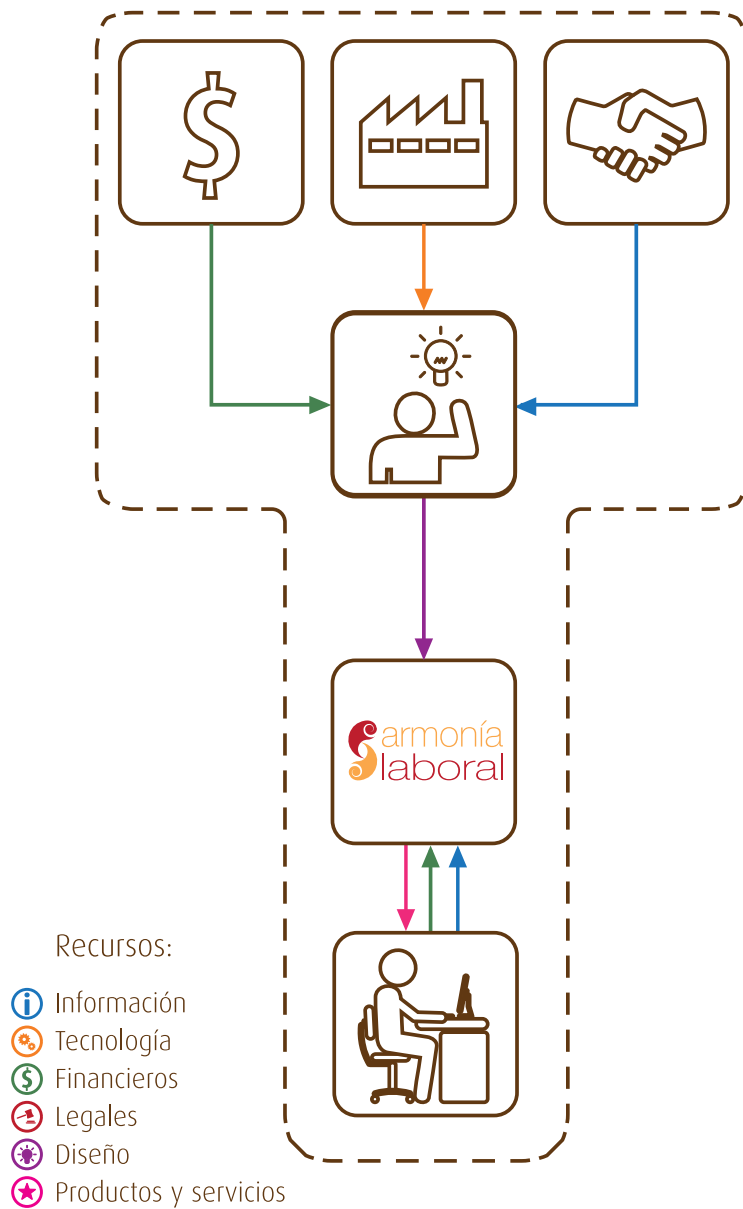 armonía
laboral
Recursos:
Información
Tecnología
Financieros
Legales
Diseño
Productos y servicios